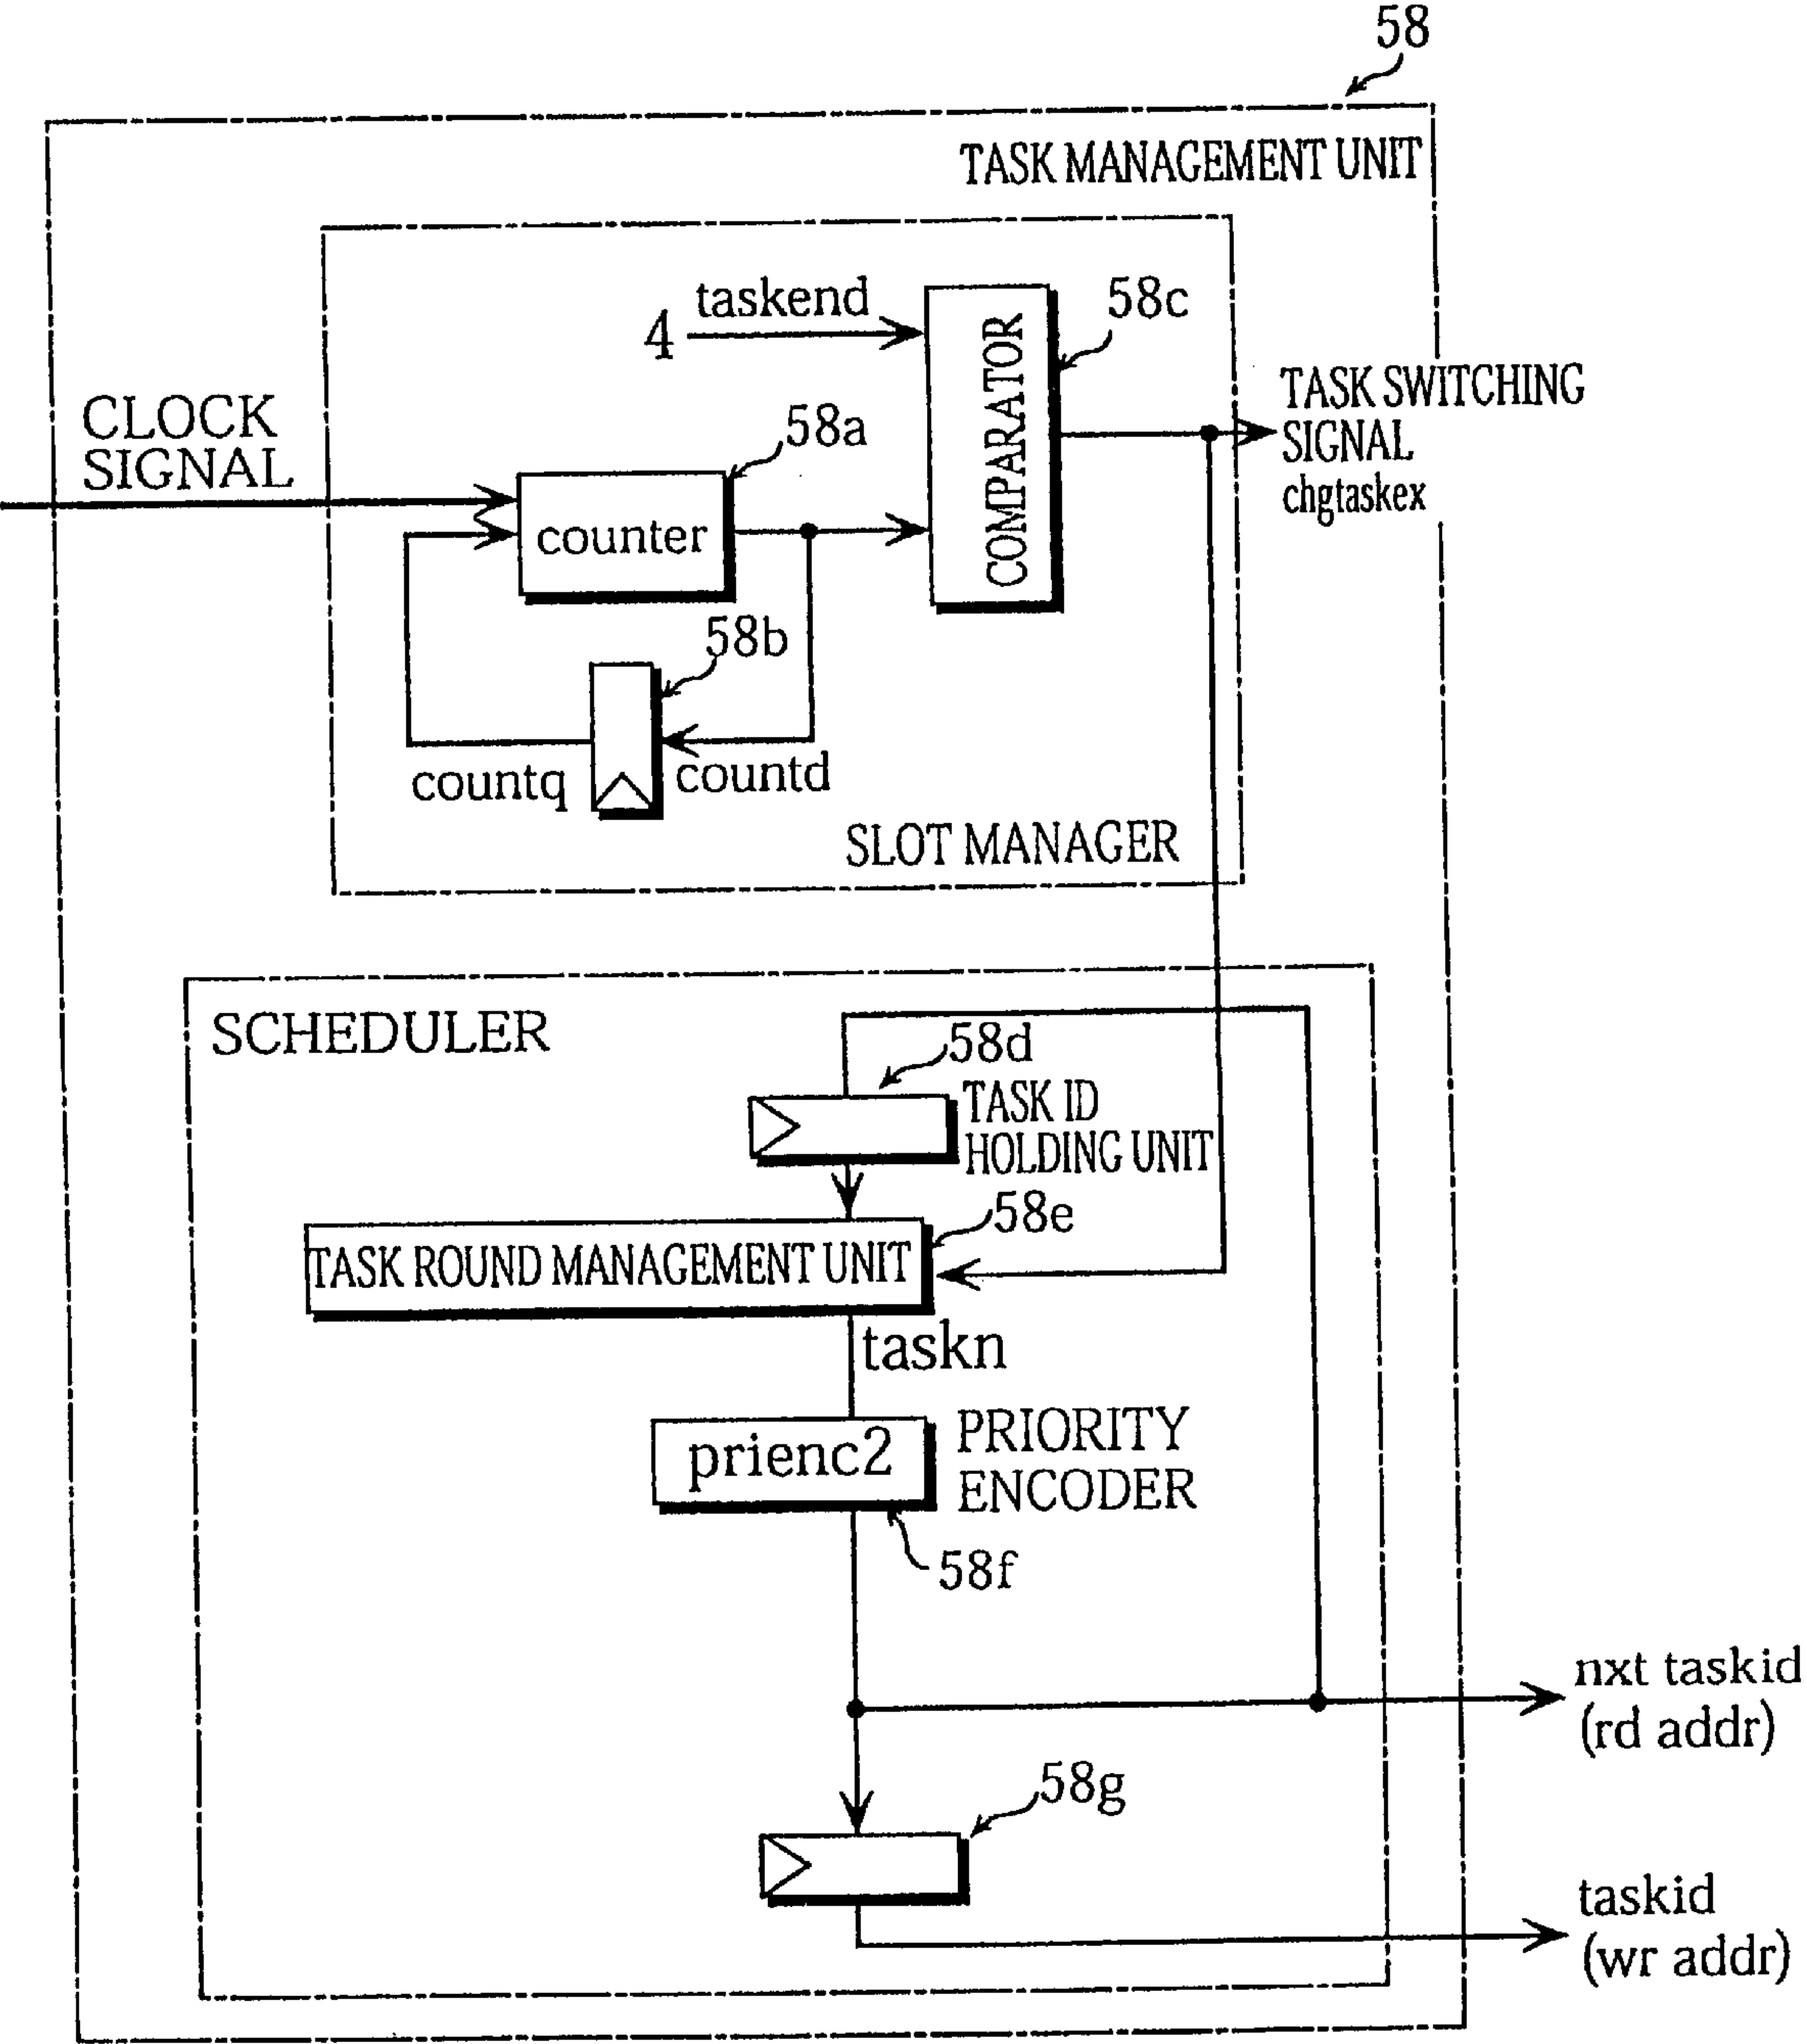 58
TASK MANAGEMENT UNIT
taskend
4
58c
COMPARATOR
TASK SWITCHING
SIGNAL
chgtaskex
CLOCK
SIGNAL
58a
counter
58b
countq
countd
SLOT MANAGER
SCHEDULER
58d
TASK ID
HOLDING UNIT
58e
TASK ROUND MANAGEMENT UNIT
taskn
prienc2
PRIORITY
ENCODER
58f
nxt taskid
(rd addr)
58g
taskid
(wr addr)